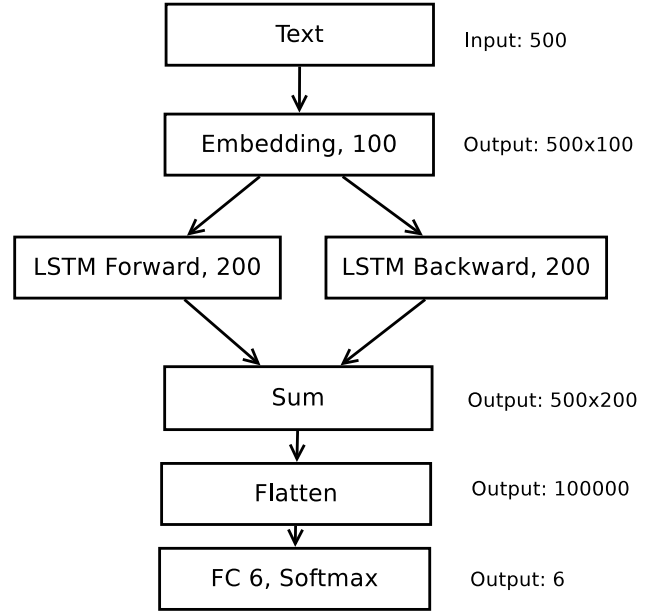 Text
Input: 500
Embedding, 100
Output: 500x100
LSTM Forward, 200
LSTM Backward, 200
Sum
Output: 500x200
Flatten
Output: 100000
FC 6, Softmax
Output: 6